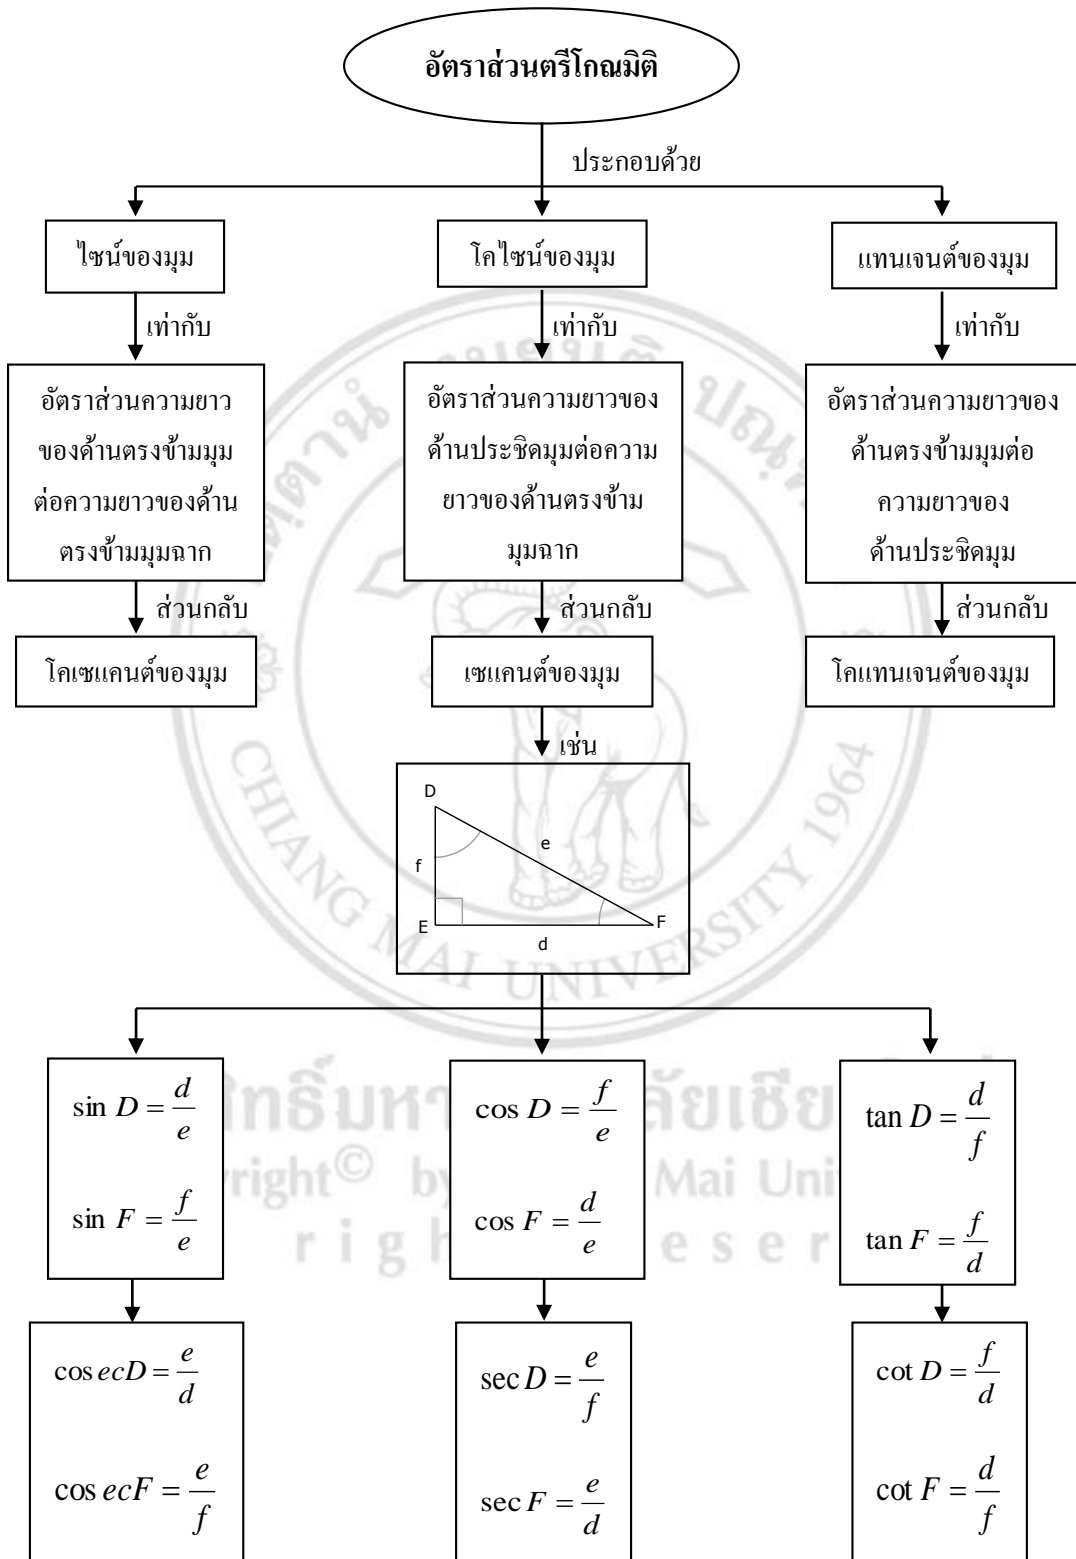 อัตราส่วนตรีโกณมิติ
ประกอบด้วย
ไซน์ของมุม
โคไซน์ของมุม
แทนเจนต์ของมุม
เท่ากับ
เท่ากับ
เท่ากับ
อัตราส่วนความยาว
ของด้านตรงข้ามมุม
ต่อความยาวของด้าน
ตรงข้ามมุมฉาก
อัตราส่วนความยาวของ
ด้านประชิดมุมต่อความ
ยาวของด้านตรงข้าม
มุมฉาก
อัตราส่วนความยาวของ
ด้านตรงข้ามมุมต่อ
ความยาวของ
ด้านประชิดมุม
ส่วนกลับ
ส่วนกลับ
ส่วนกลับ
โคเซแคนต์ของมุม
เซแคนต์ของมุม
โคแทนเจนต์ของมุม
เช่น
D
e
f
E
F
d
sin D = d/e
sin F = f/e
cos D = f/e
cos F = d/e
tan D = d/f
tan F = f/d
cos ecD = e/d
cos ecF = e/f
sec D = e/f
sec F = e/d
cot D = f/d
cot F = d/f
CHIANG MAI UNIVERSITY 1964